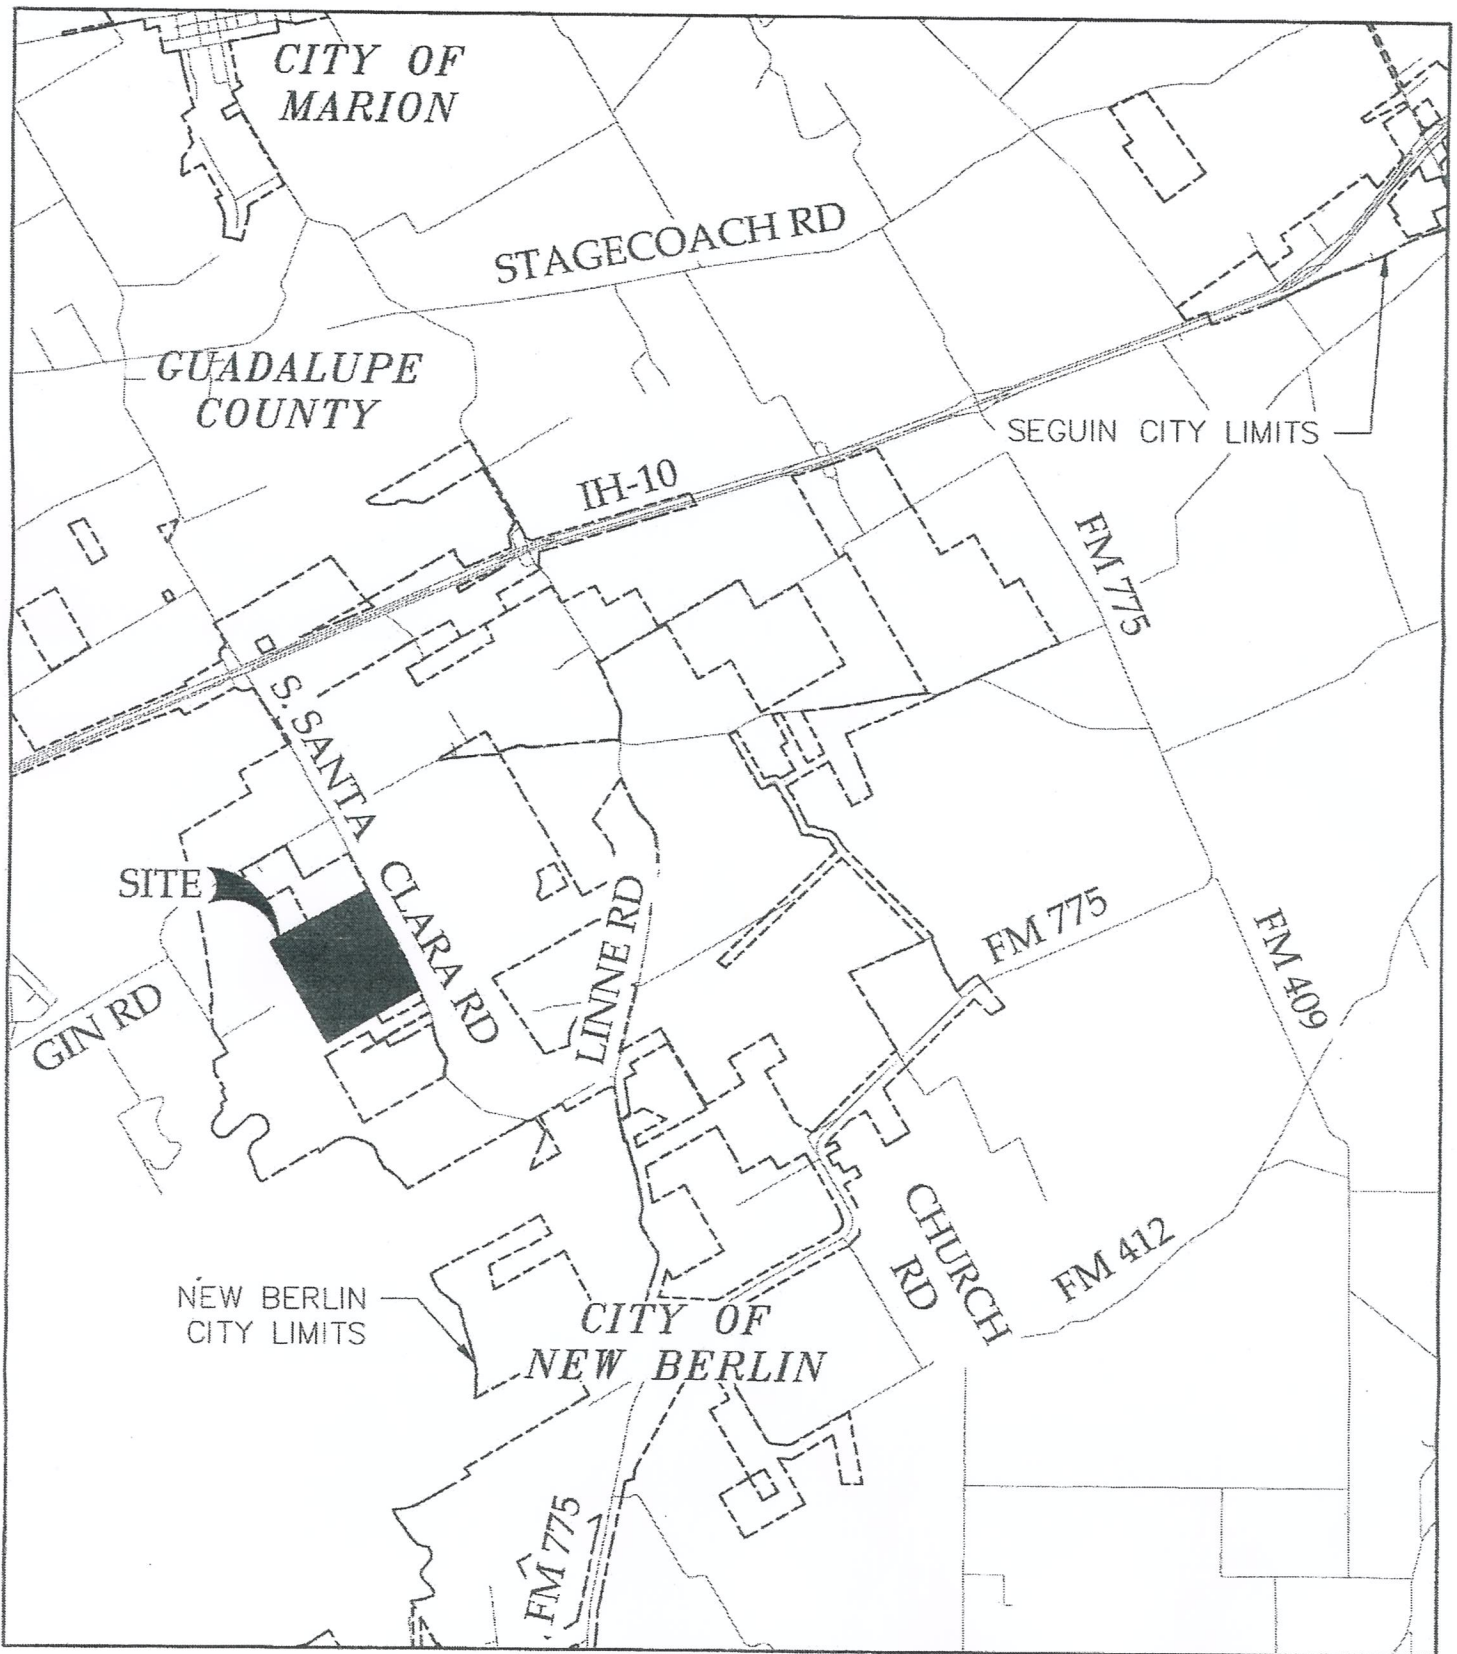 CITY OF
MARION
STAGECOACH RD
GUADALUPE
COUNTY
SEGUIN CITY LIMITS
IH-10
FM 775
S. SANTA CLARA RD
SITE
LINNE RD
FM 775
FM 409
GIN RD
CHURCH
RD
FM 412
NEW BERLIN
CITY LIMITS
CITY OF
NEW BERLIN
FM 775